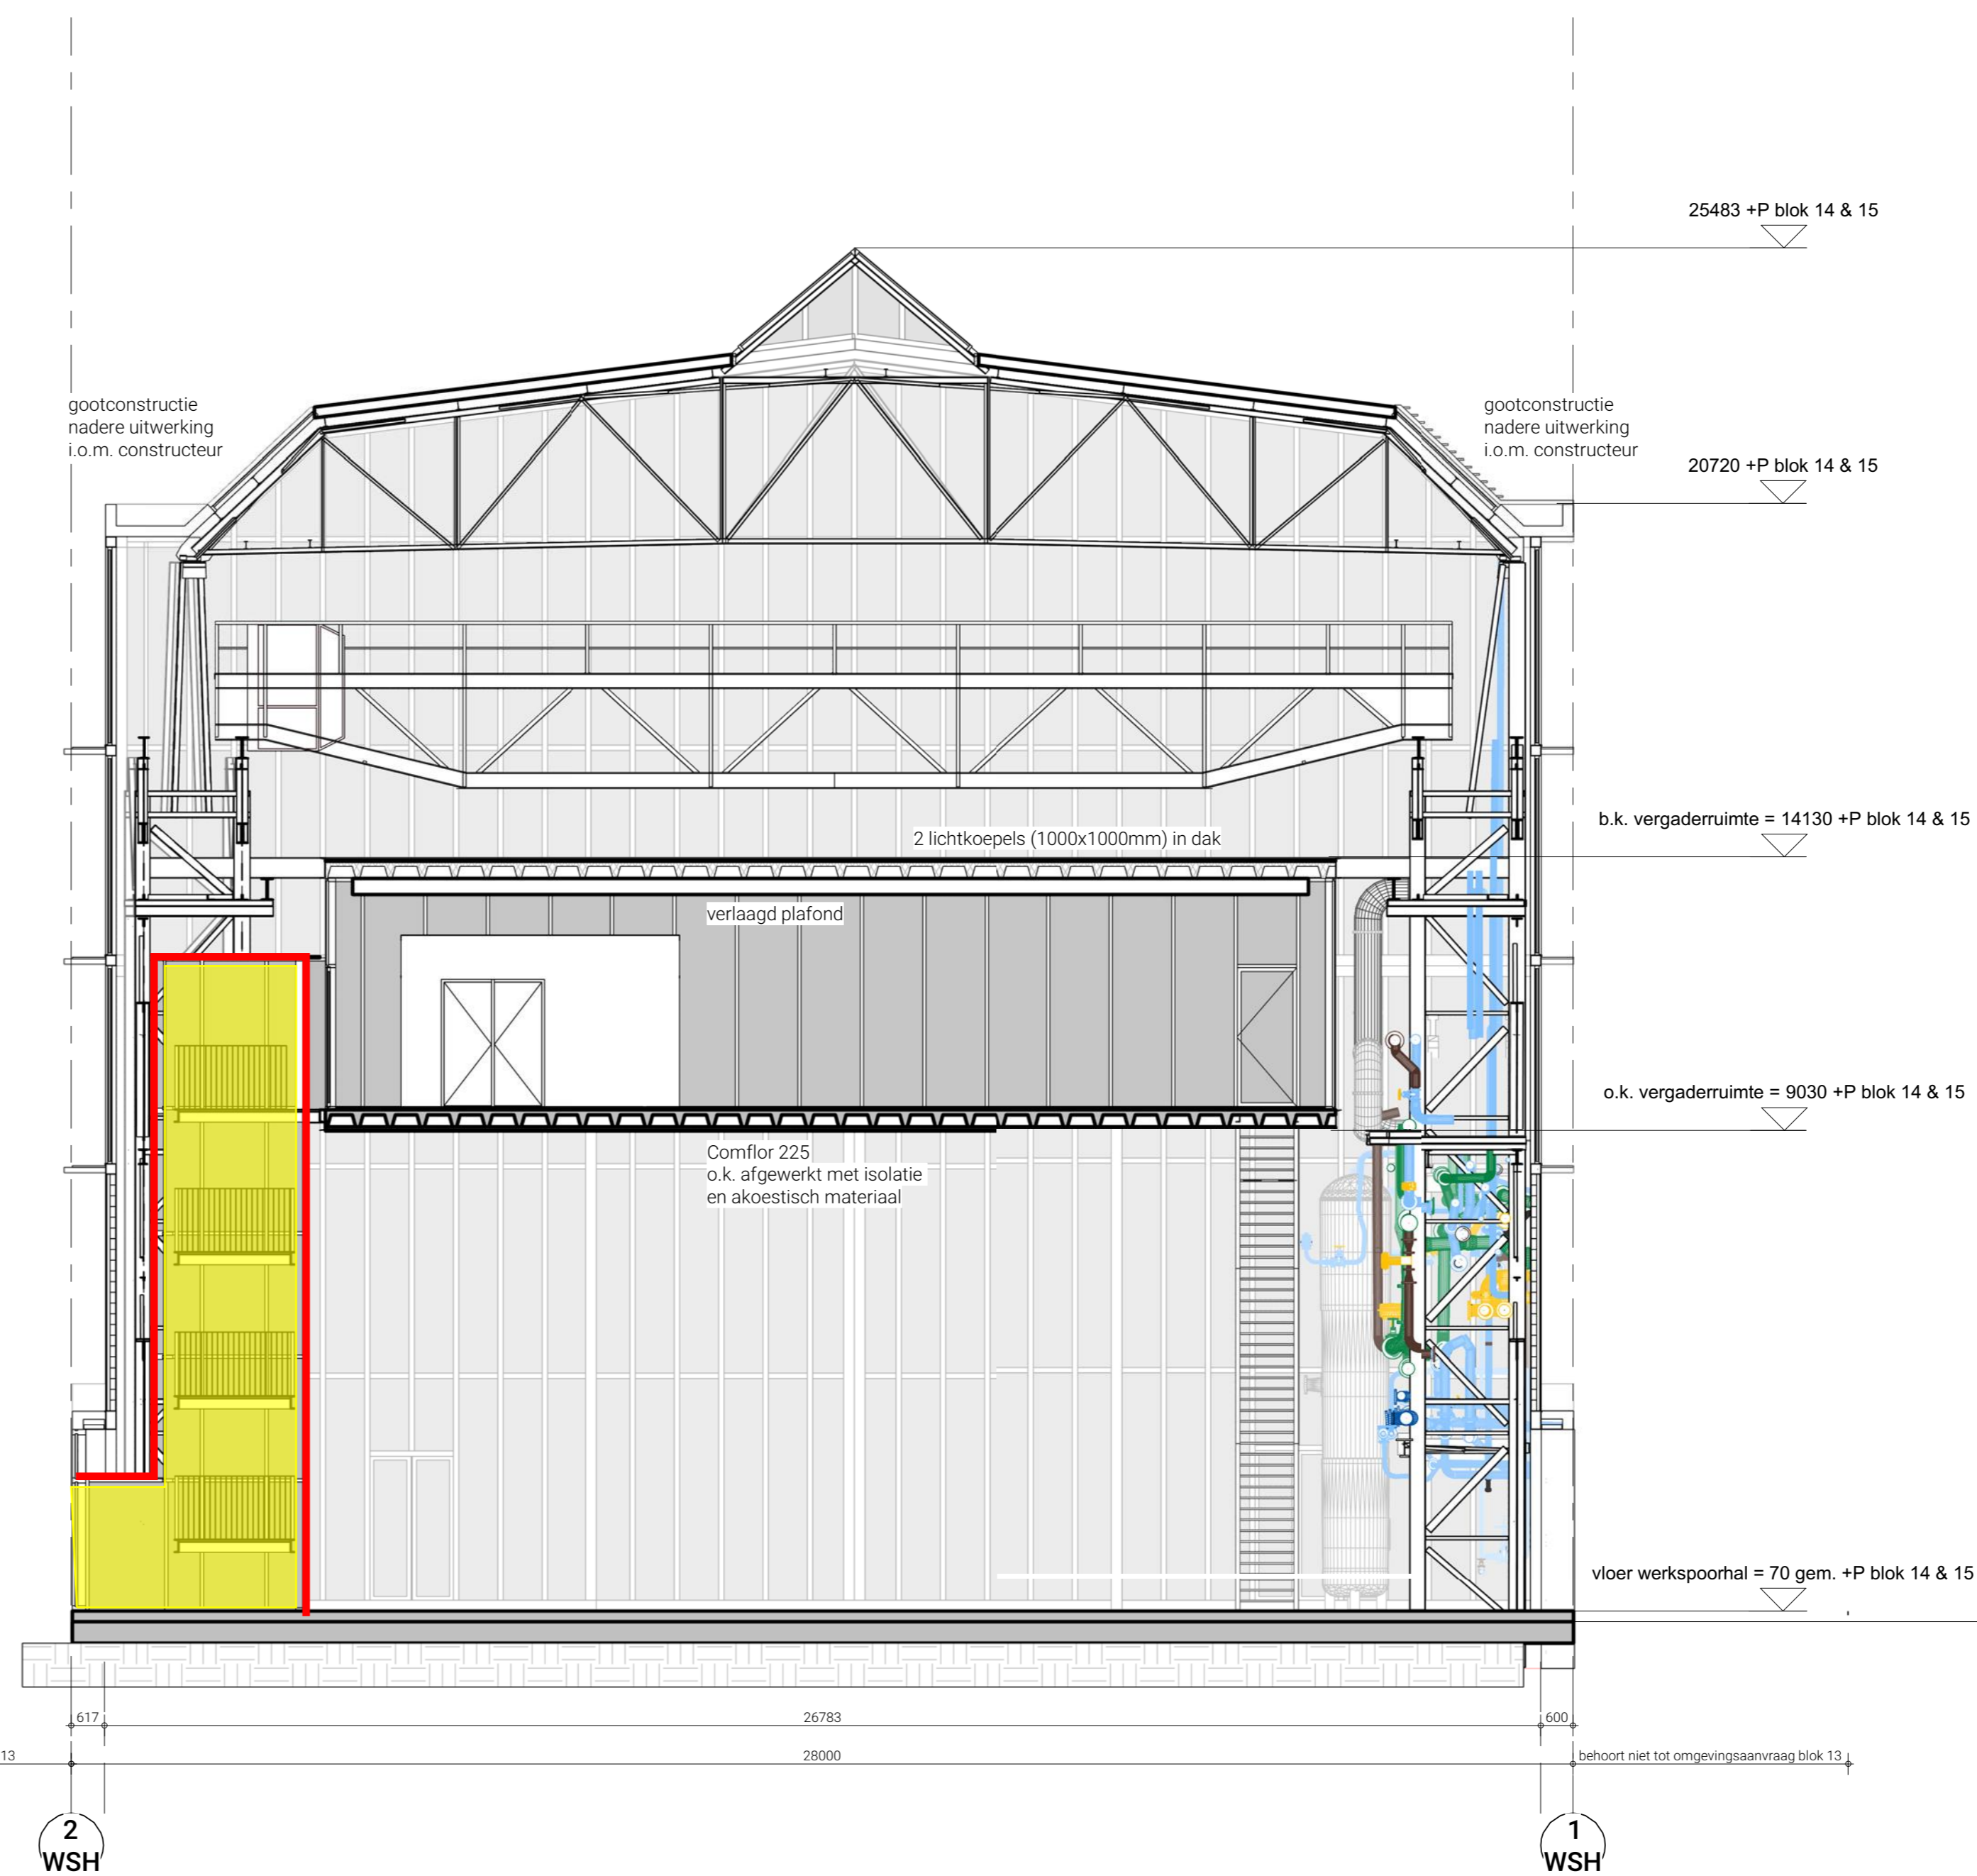 25483 +P blok 14 & 15
gootconstructie
nadere uitwerking
i.o.m. constructeur
gootconstructie
nadere uitwerking
i.o.m. constructeur
20720 +P blok 14 & 15
b.k. vergaderruimte = 14130 +P blok 14 & 15
2 lichtkoepels (1000x1000mm) in dak
verlaagd plafond
o.k. vergaderruimte = 9030 +P blok 14 & 15
Comflor 225
o.k. afgewerkt met isolatie
en akoestisch materiaal
vloer werkspoorhal = 70 gem. +P blok 14 & 15
617
26783
600
13
28000
behoort niet tot omgevingsaanvraag blok 13
2
WSH
1
WSH